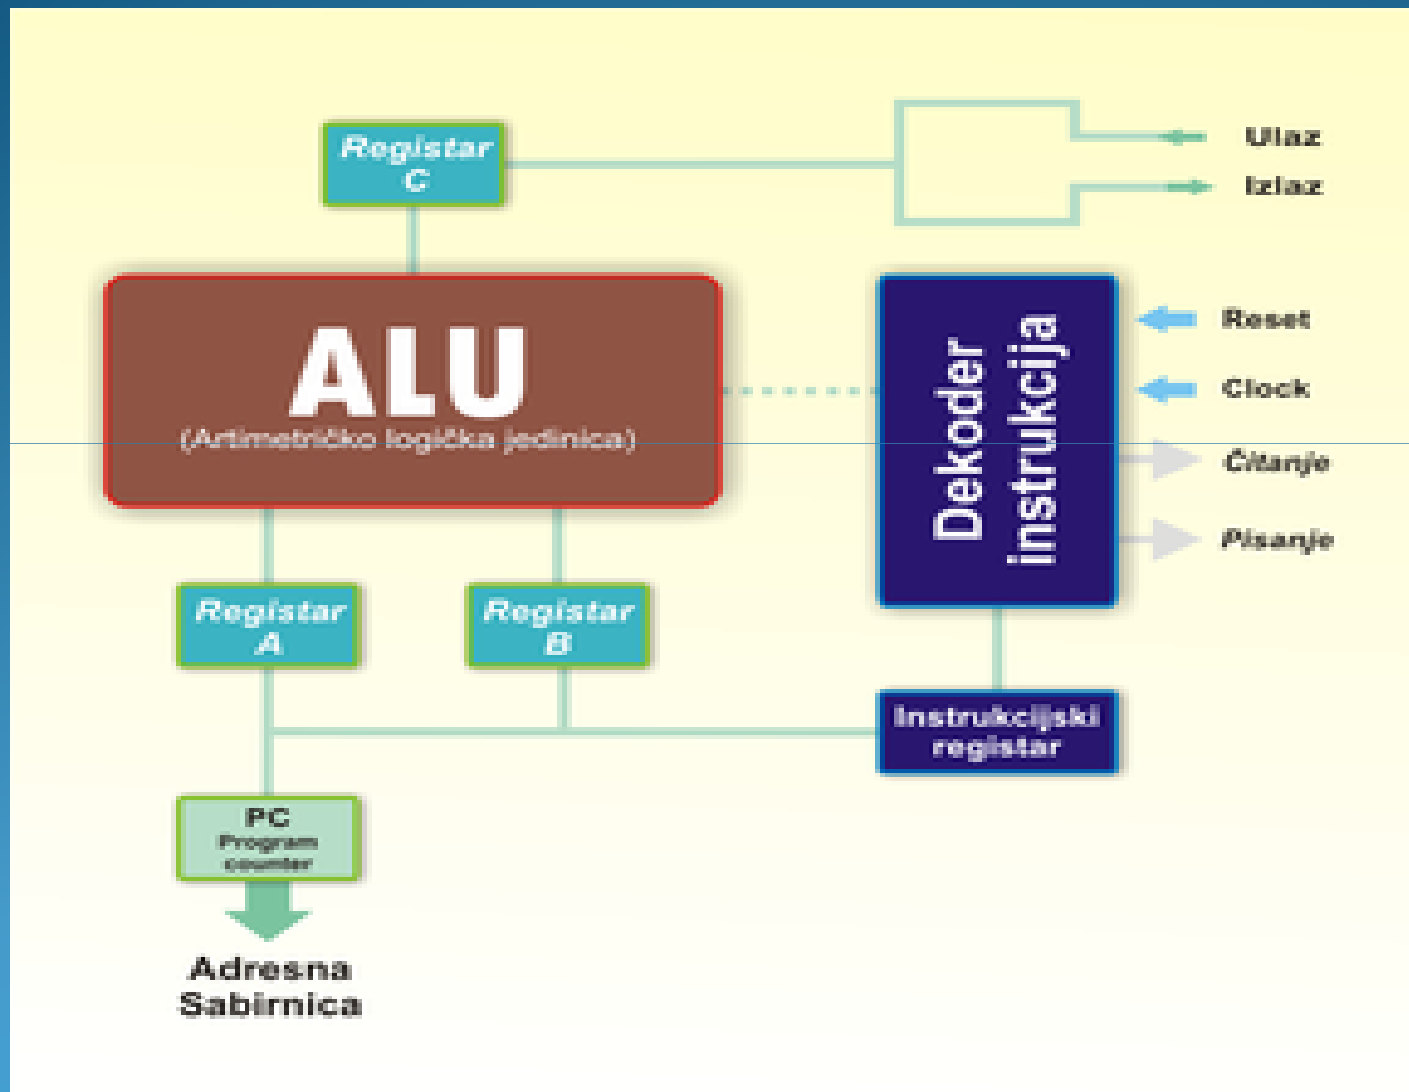 Registar
C
Ulaz
Izlaz
ALU
(Artimetričko logička jedinica)
Dekoder
instrukcija
Reset
Clock
Čitanje
Pisanje
Registar
A
Registar
B
Instrukcijski
registar
PC
Program
counter
Adresna
Sabirnica